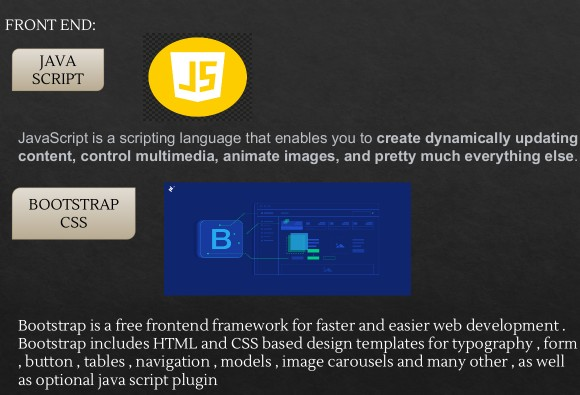 FRONT END:
JAVA
SCRIPT
JS
JavaScript is a scripting language that enables you to create dynamically updating
content, control multimedia, animate images, and pretty much everything else.
BOOTSTRAP
CSS
B
Bootstrap is a free frontend framework for faster and easier web development .
Bootstrap includes HTML and CSS based design templates for typography , form
, button , tables , navigation , models , image carousels and many other , as well
as optional java script plugin